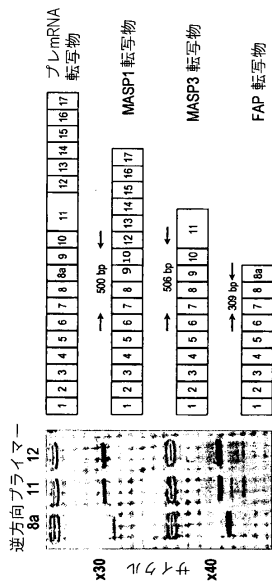 逆方向プライマー
8a 11 12
x30
サイクル
x40
1 2 3 4 5 6 7 8 8a 9 10 11 12 13 14 15 16 17
プレmRNA
転写物
500 bp
1 2 3 4 5 6 7 8 9 10 12 13 14 15 16 17
MASP1 転写物
506 bp
1 2 3 4 5 6 7 8 9 10 11
MASP3 転写物
309 bp
1 2 3 4 5 6 7 8 8a
FAP 転写物